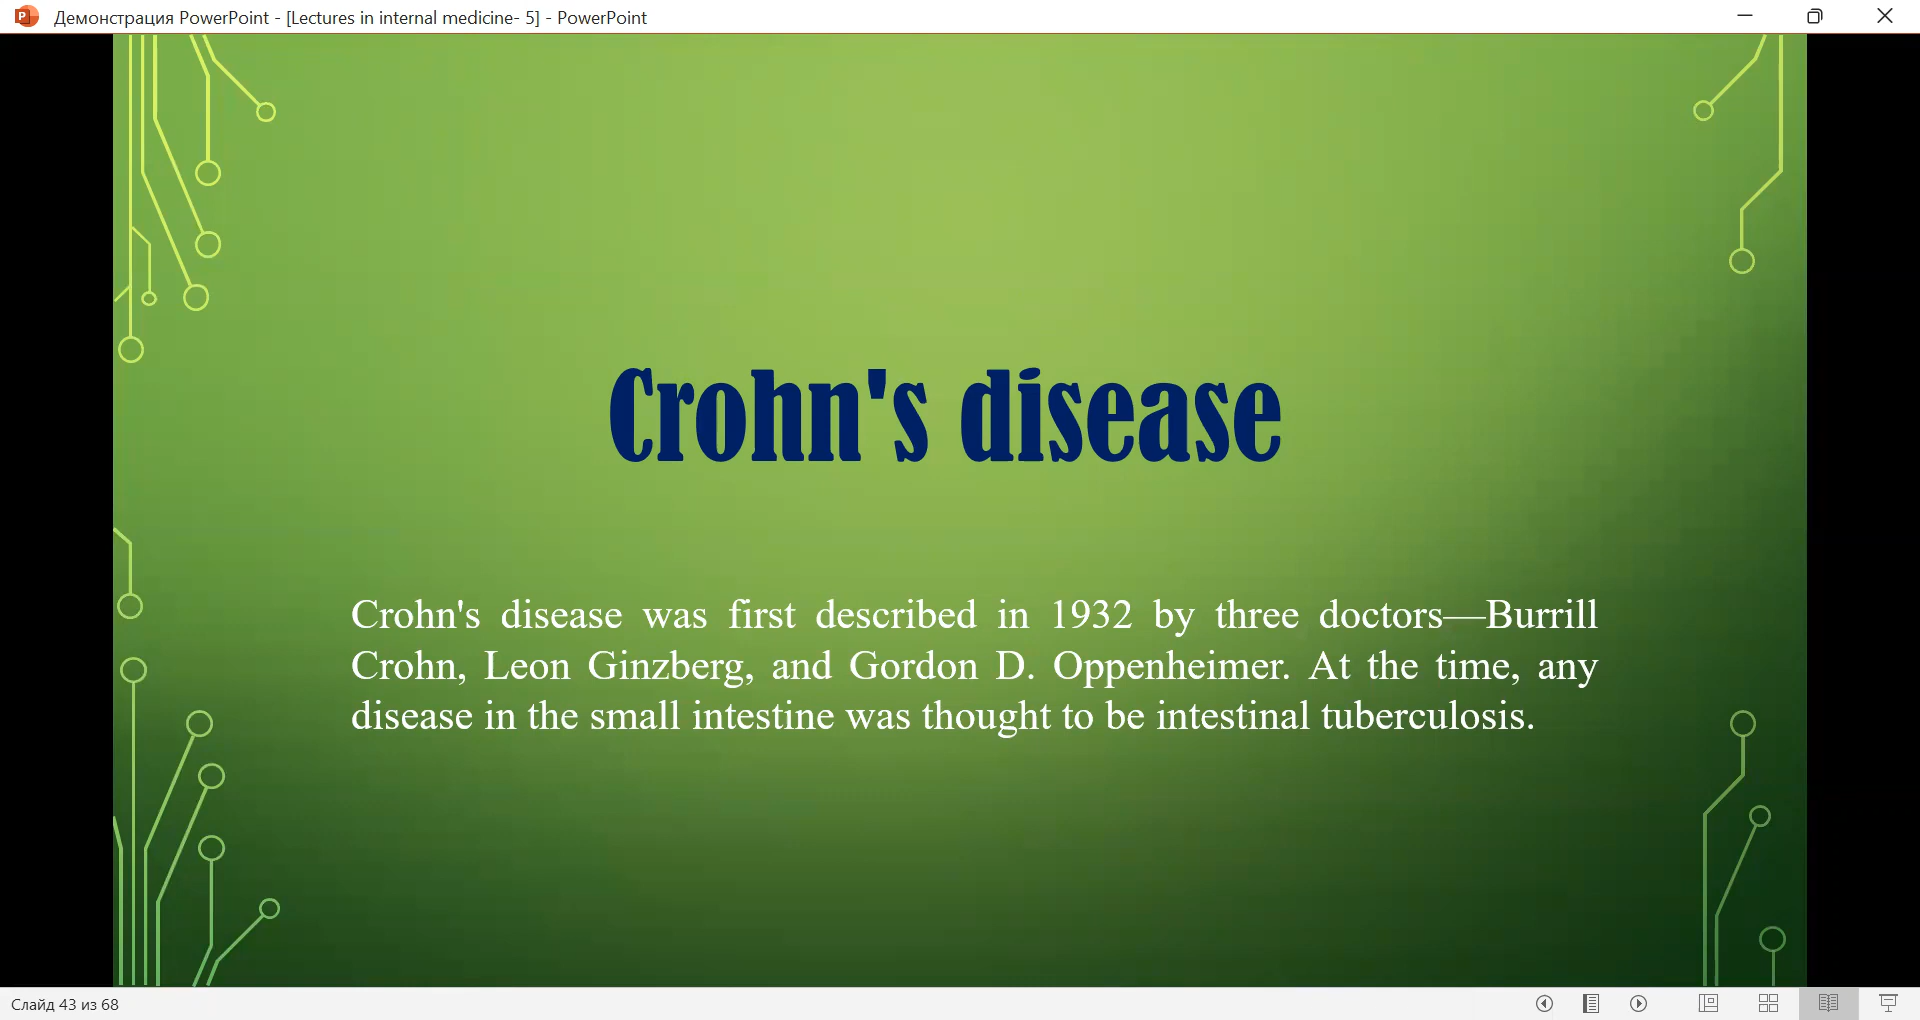 Демонстрация PowerPoint - [Lectures in internal medicine- 5] - PowerPoint
Crohn's disease
Crohn's disease was first described in 1932 by three doctors—Burrill
Crohn, Leon Ginzberg, and Gordon D. Oppenheimer. At the time, any
disease in the small intestine was thought to be intestinal tuberculosis.
Слайд 43 из 68